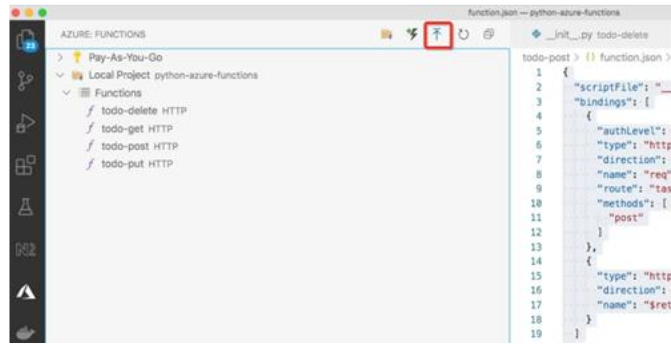 function.json — python-azure-functions
AZURE: FUNCTIONS
Pay-As-You-Go
Local Project python-azure-functions
Functions
f todo-delete HTTP
f todo-get HTTP
f todo-post HTTP
f todo-put HTTP
23
N2
__init__.py todo-delete
todo-post > {} function.json >
1 {
2 "scriptFile": "__
3 "bindings": [
4 {
5 "authLevel":
6 "type": "http
7 "direction":
8 "name": "req"
9 "route": "tas
10 "methods": [
11 "post"
12 ]
13 },
14 {
15 "type": "http
16 "direction":
17 "name": "$ret
18 }
19 ]